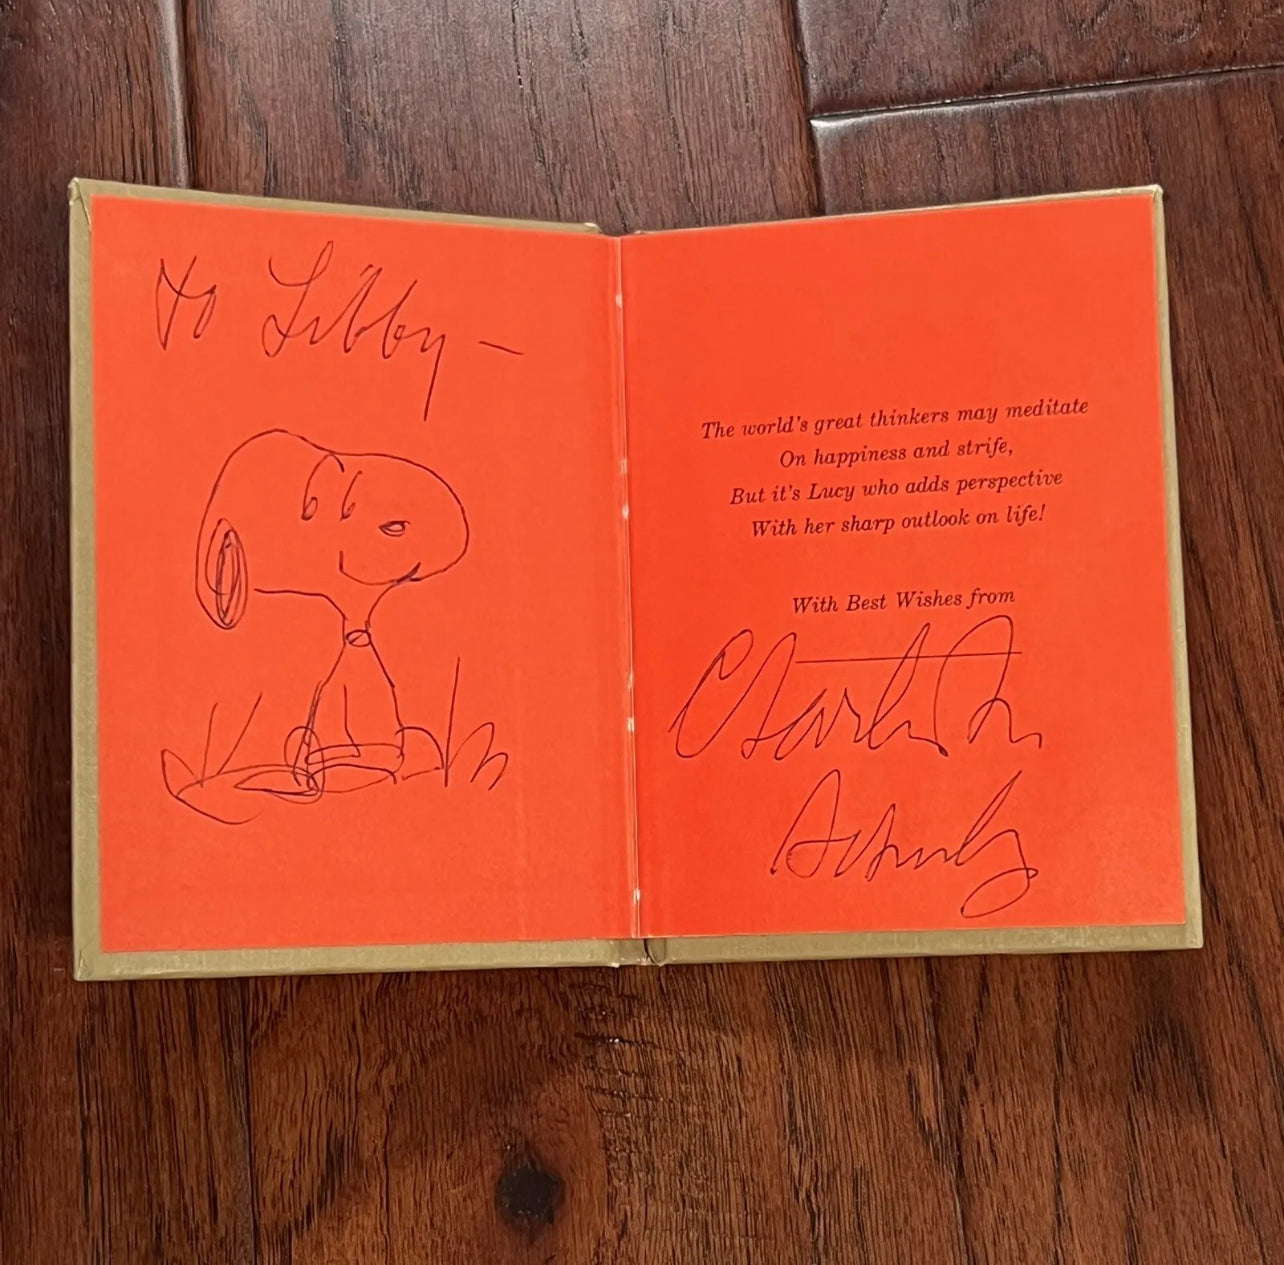 To Libby —
The world's great thinkers may meditate
On happiness and strife,
But it's Lucy who adds perspective
With her sharp outlook on life!
With Best Wishes from
Charles M.
Schulz